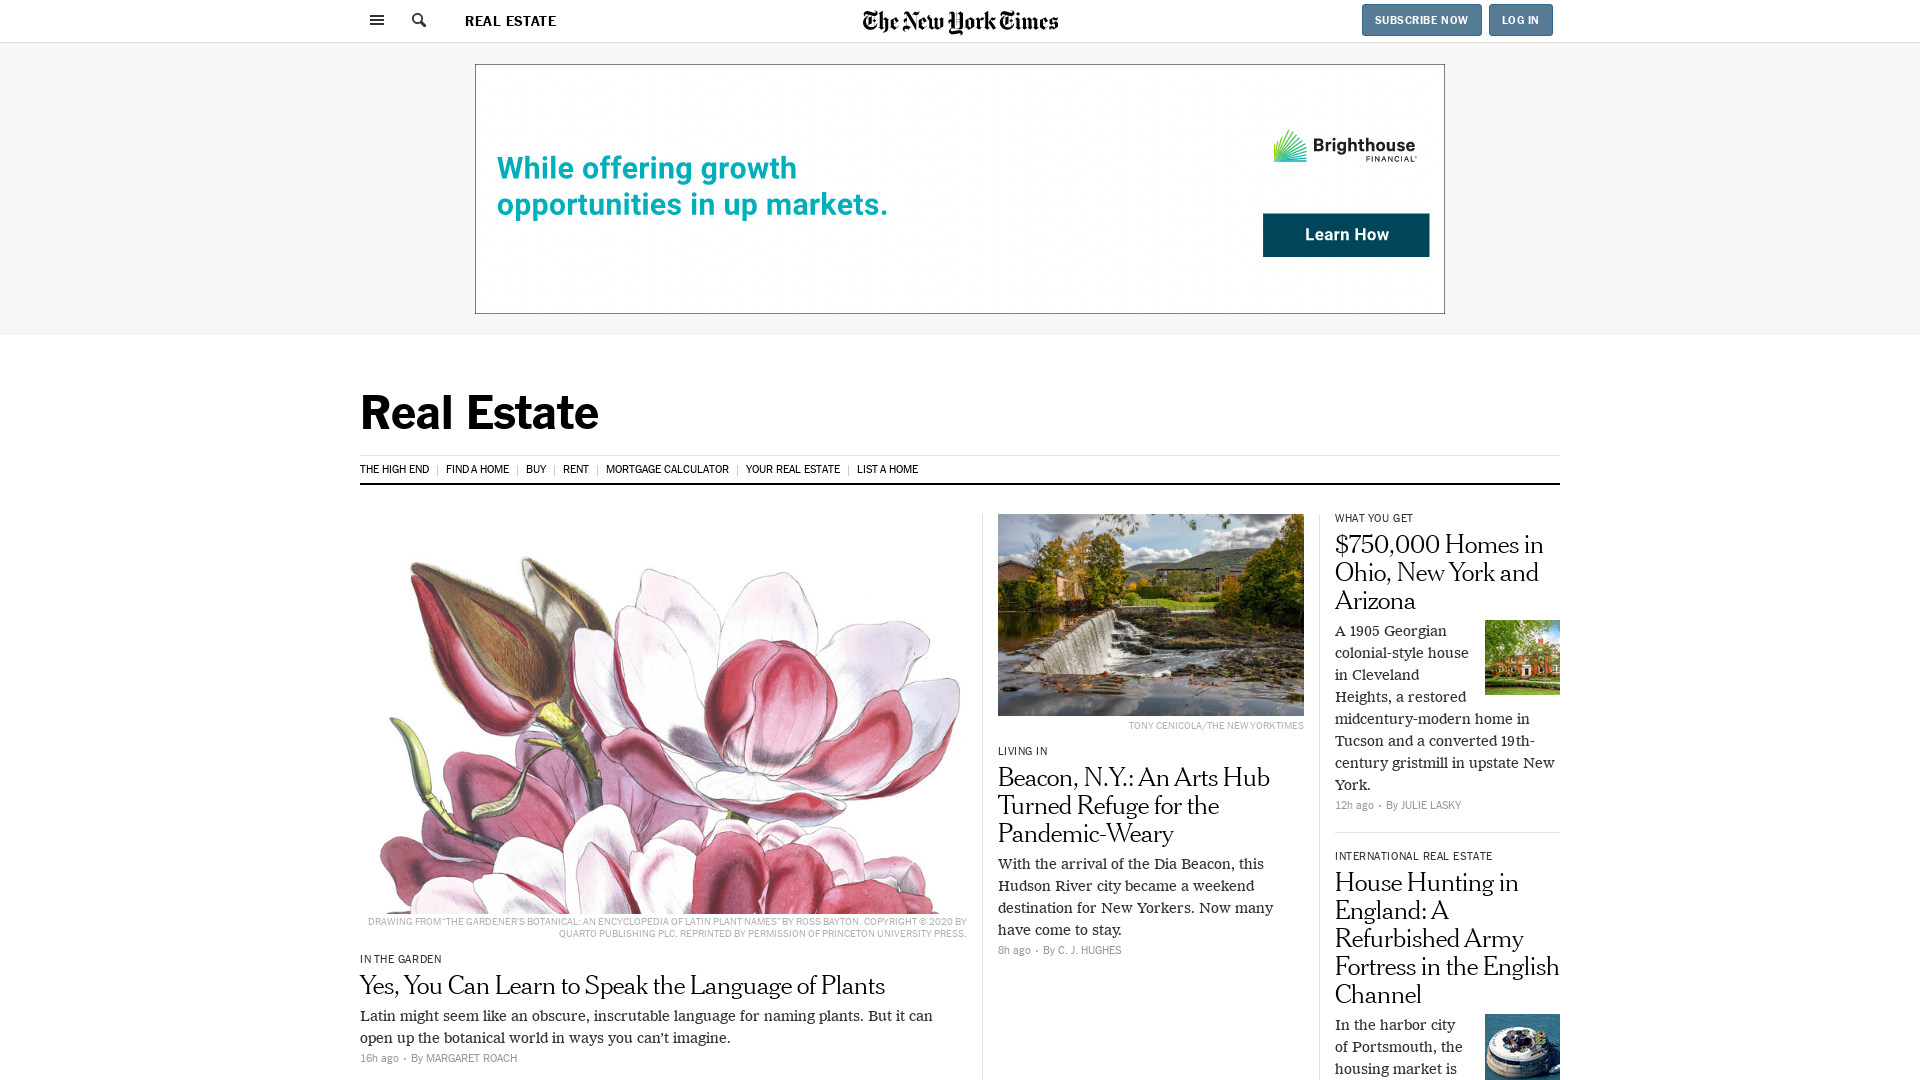 REAL ESTATE
The New York Times
SUBSCRIBE NOW
LOG IN
While offering growth
opportunities in up markets.
Brighthouse
FINANCIAL
Learn How
Real Estate
THE HIGH END
FIND A HOME
BUY
RENT
MORTGAGE CALCULATOR
YOUR REAL ESTATE
LIST A HOME
DRAWING FROM “THE GARDENER’S BOTANICAL: AN ENCYCLOPEDIA OF LATIN PLANT NAMES” BY ROSS BAYTON. COPYRIGHT © 2020 BY
QUARTO PUBLISHING PLC. REPRINTED BY PERMISSION OF PRINCETON UNIVERSITY PRESS.
IN THE GARDEN
Yes, You Can Learn to Speak the Language of Plants
Latin might seem like an obscure, inscrutable language for naming plants. But it can
open up the botanical world in ways you can’t imagine.
16h ago • By MARGARET ROACH
TONY CENICOLA/THE NEW YORK TIMES
LIVING IN
Beacon, N.Y.: An Arts Hub
Turned Refuge for the
Pandemic-Weary
With the arrival of the Dia Beacon, this
Hudson River city became a weekend
destination for New Yorkers. Now many
have come to stay.
8h ago • By C. J. HUGHES
WHAT YOU GET
$750,000 Homes in
Ohio, New York and
Arizona
A 1905 Georgian
colonial-style house
in Cleveland
Heights, a restored
midcentury-modern home in
Tucson and a converted 19th-
century gristmill in upstate New
York.
12h ago • By JULIE LASKY
INTERNATIONAL REAL ESTATE
House Hunting in
England: A
Refurbished Army
Fortress in the English
Channel
In the harbor city
of Portsmouth, the
housing market is